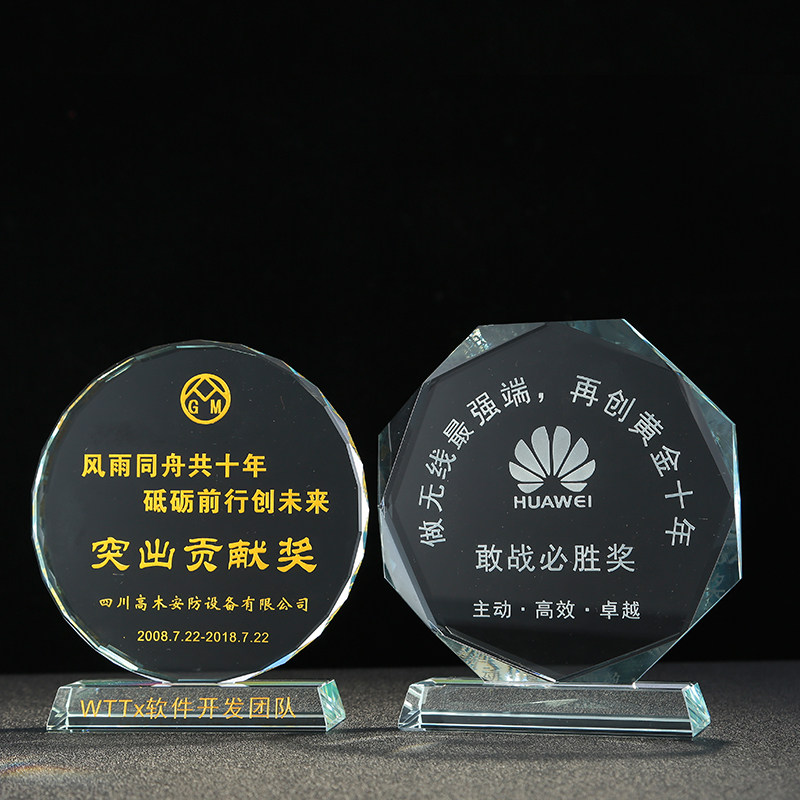 GM
风雨同舟共十年
砥砺前行创未来
突出贡献奖
四川高木安防设备有限公司
2008.7.22-2018.7.22
WTTx软件开发团队
做无线最强端，再创黄金十年
HUAWEI
敢战必胜奖
主动·高效·卓越